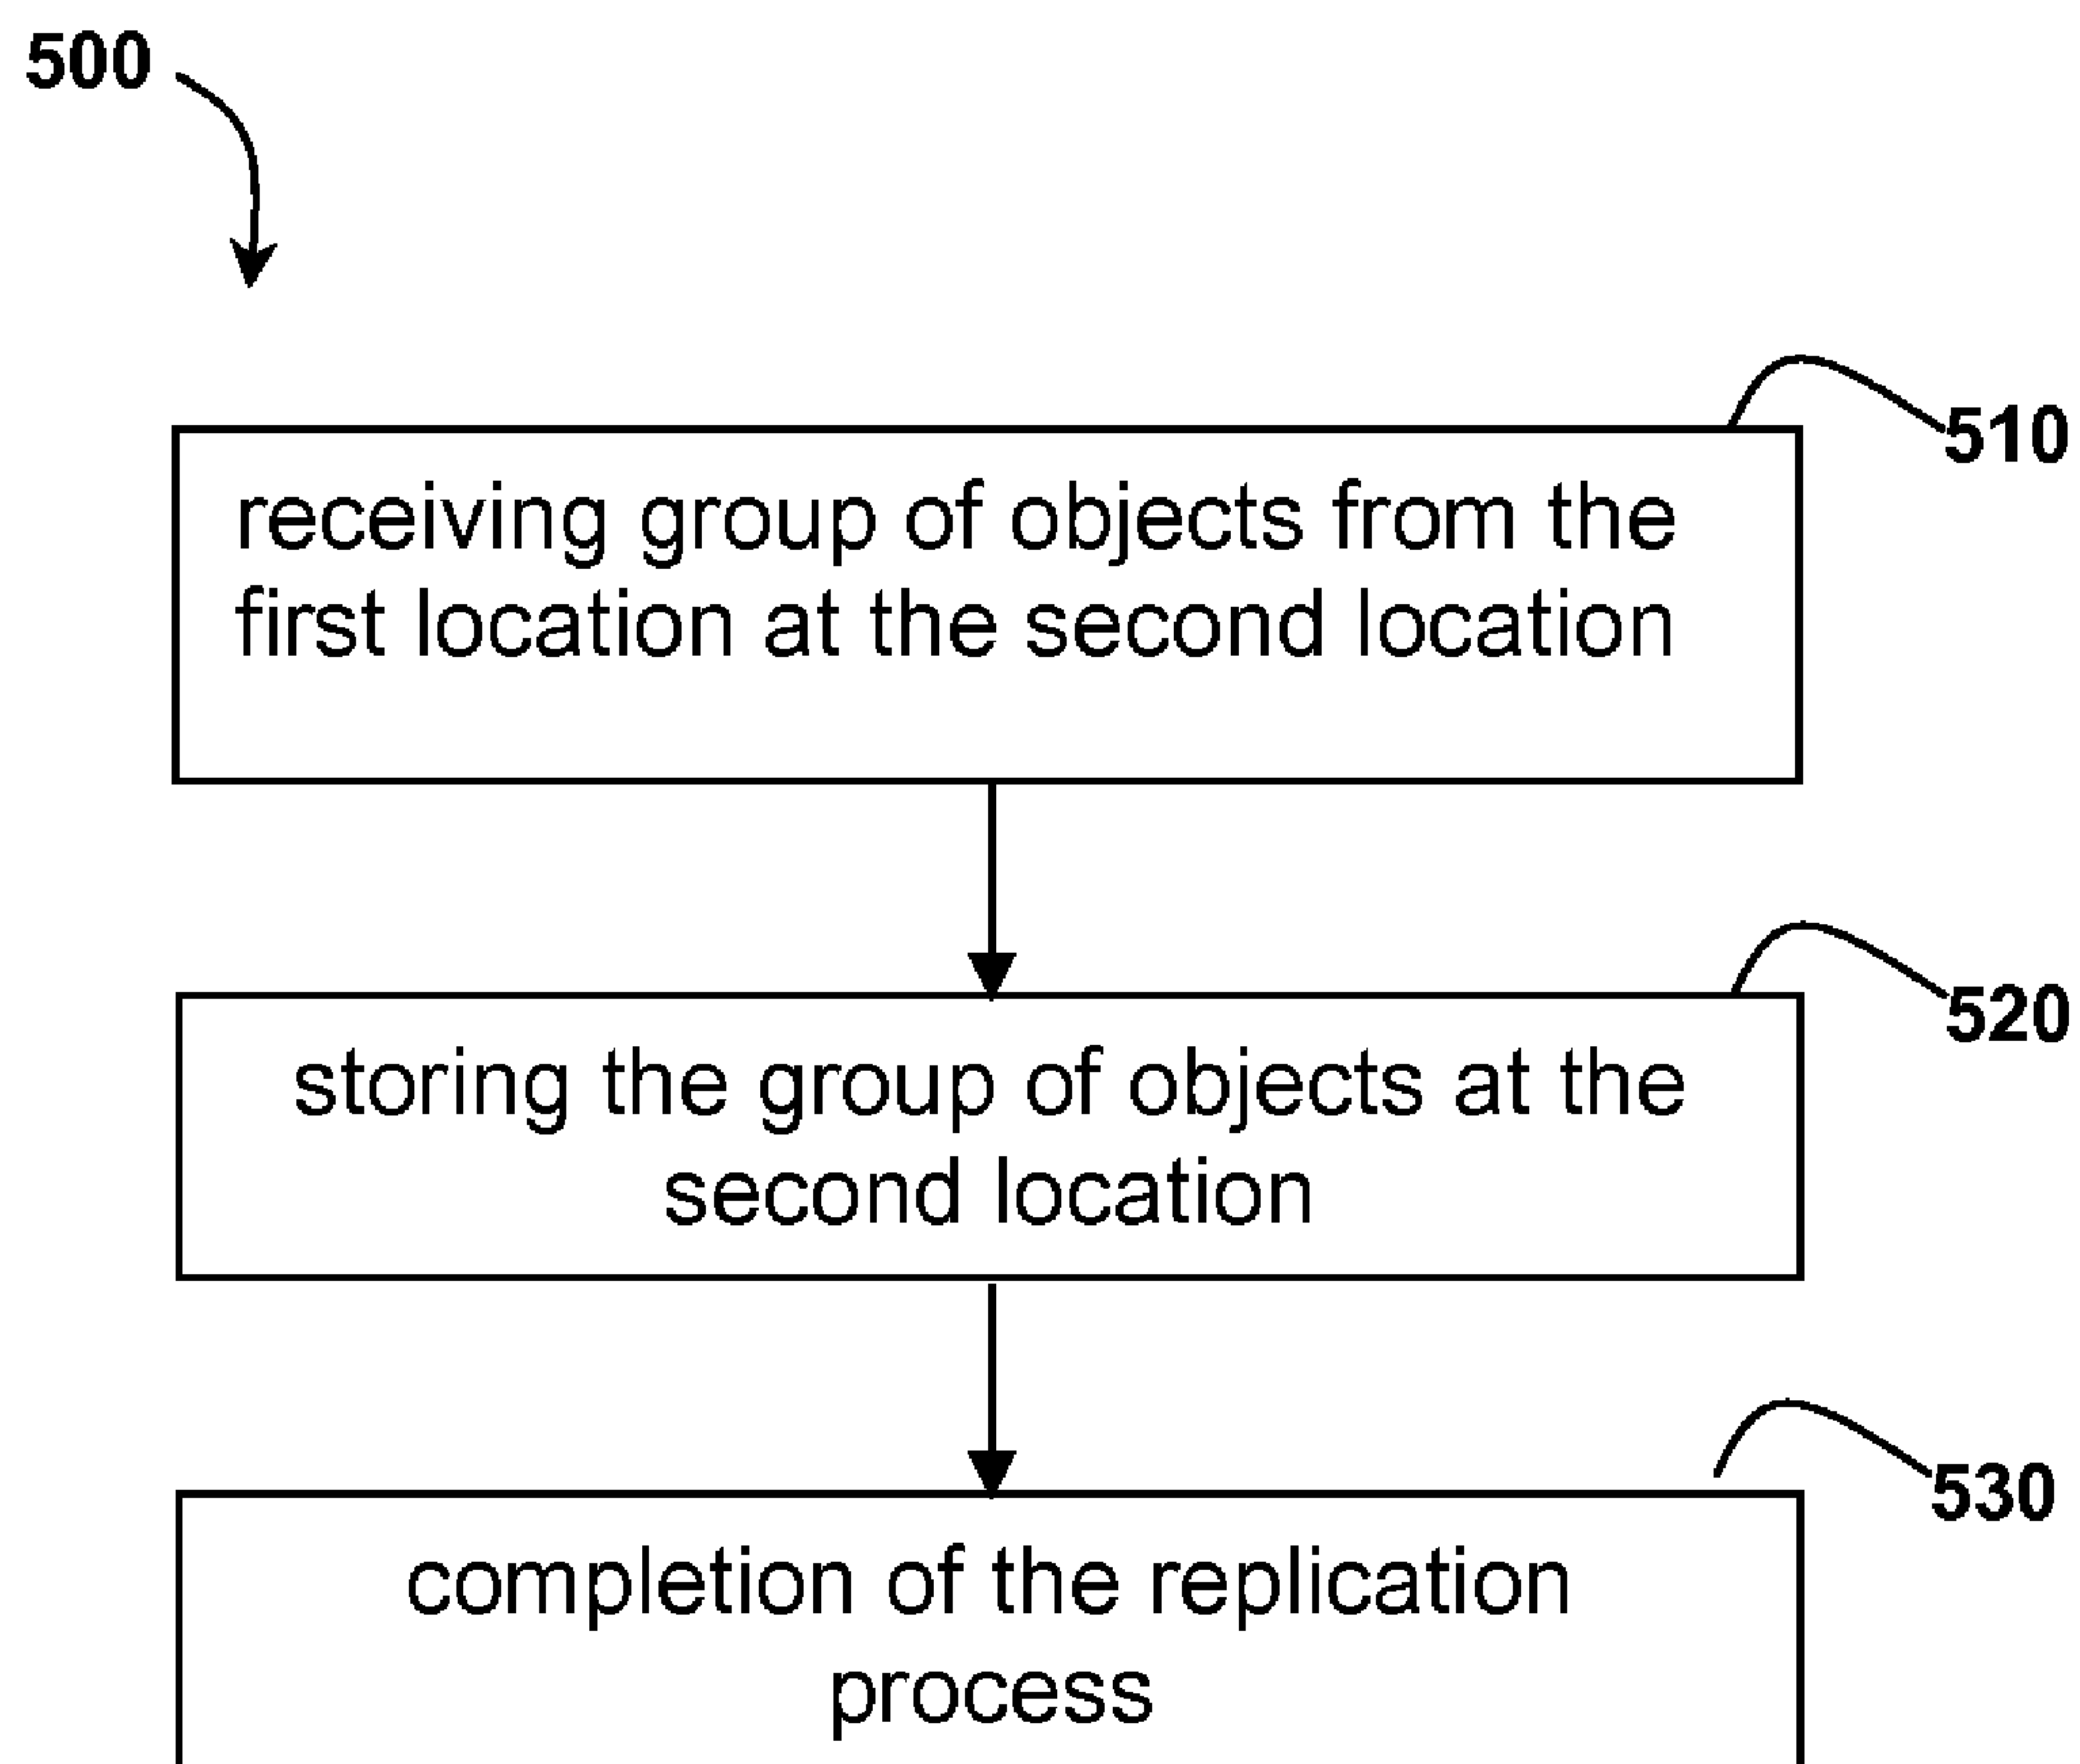 500
510
receiving group of objects from the
first location at the second location
520
storing the group of objects at the
second location
530
completion of the replication
process